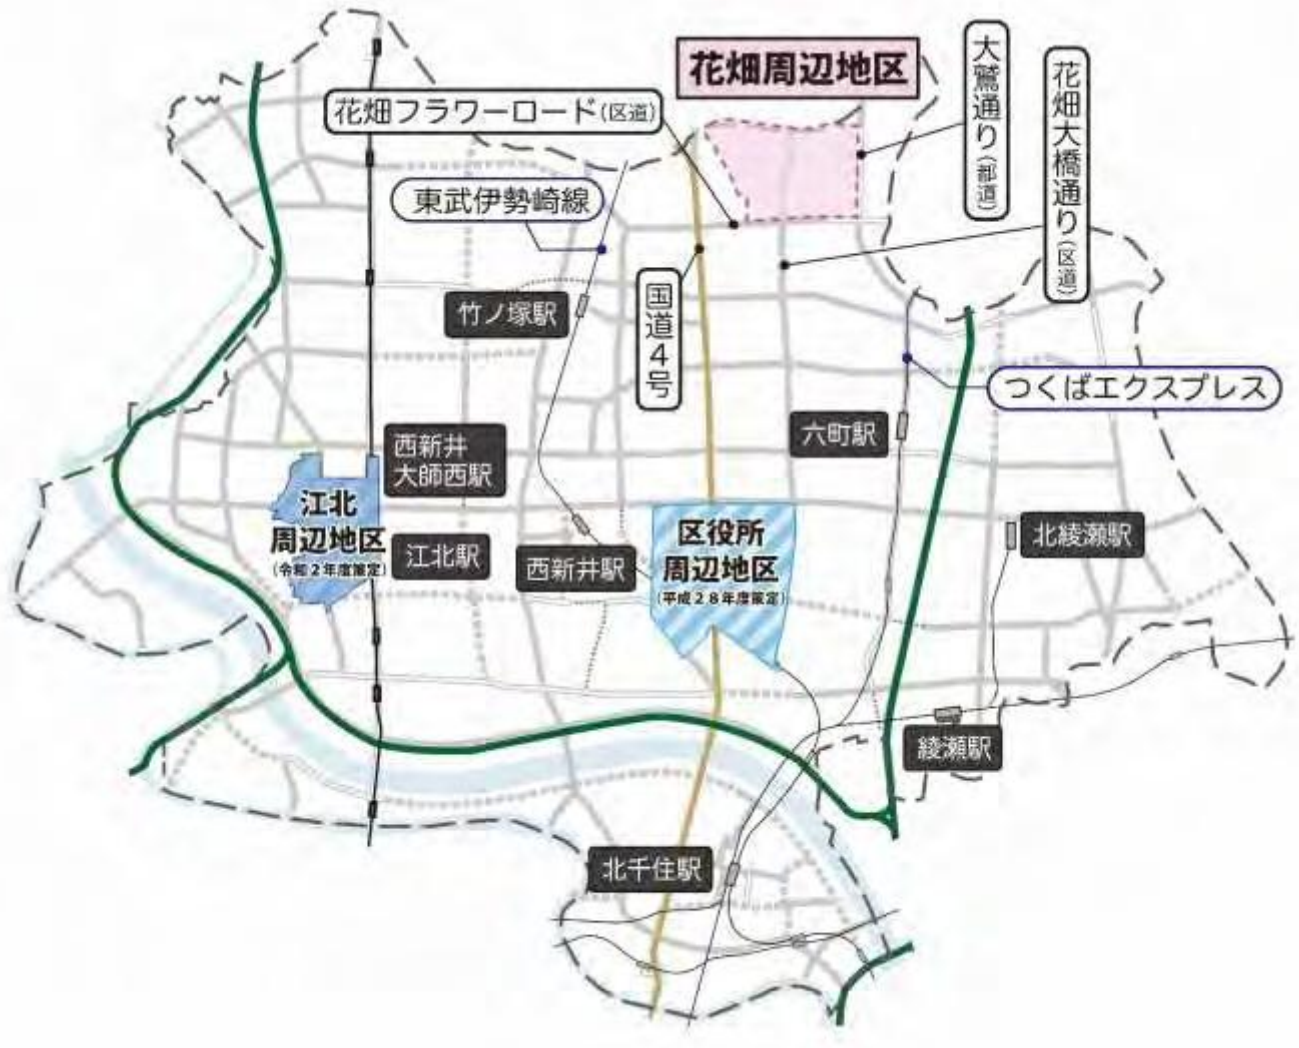 花畑周辺地区
大鷲通り(都道)
花畑大橋通り(区道)
花畑フラワーロード(区道)
東武伊勢崎線
国道4号
竹ノ塚駅
つくばエクスプレス
六町駅
西新井
大師西駅
江北
周辺地区
(令和2年度策定)
江北駅
西新井駅
区役所
周辺地区
(平成28年度策定)
北綾瀬駅
綾瀬駅
北千住駅